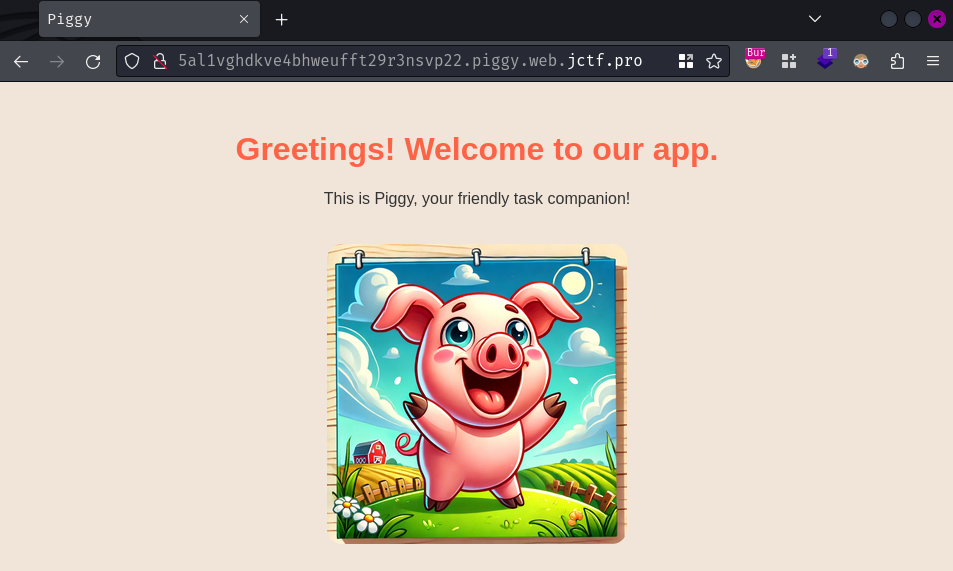 Piggy
Bur
1
5al1vghdkve4bhweufft29r3nsvp22.piggy.web.jctf.pro
Greetings! Welcome to our app.
This is Piggy, your friendly task companion!